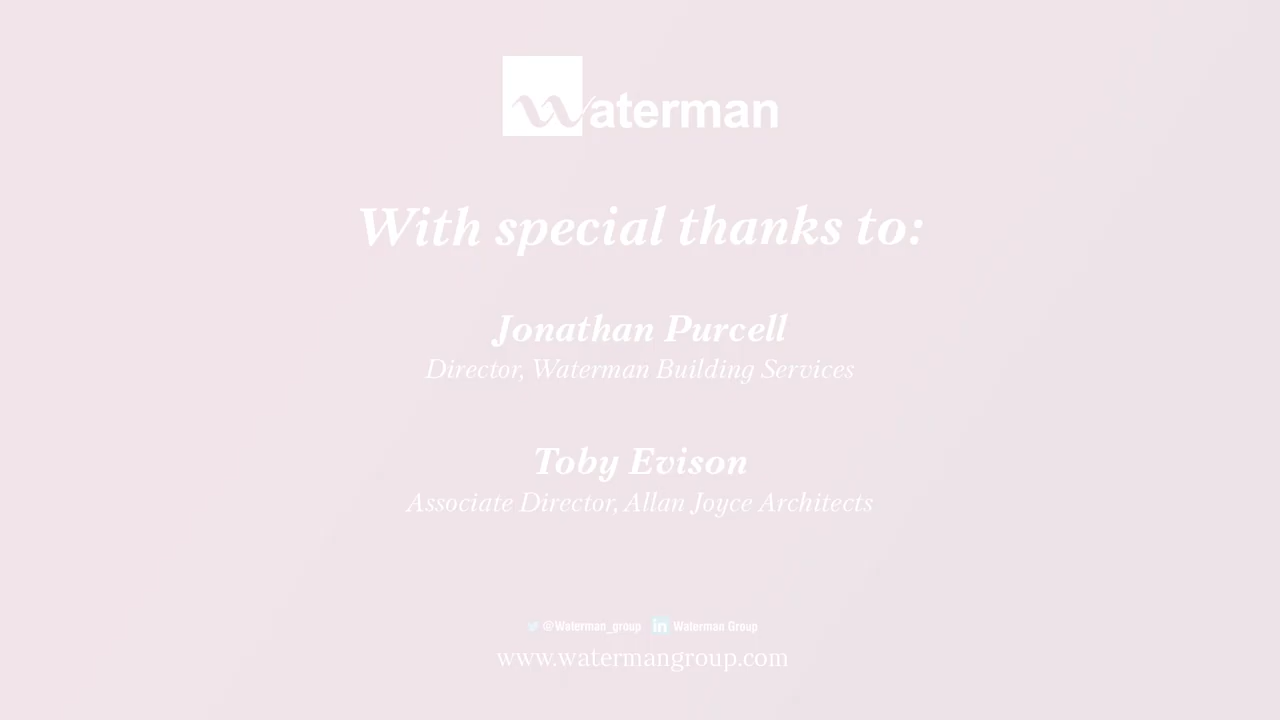 Waterman
With special thanks to:
Jonathan Purcell
Director, Waterman Building Services
Toby Evison
Associate Director, Allan Joyce Architects
@Waterman_group in Waterman Group
www.watermangroup.com